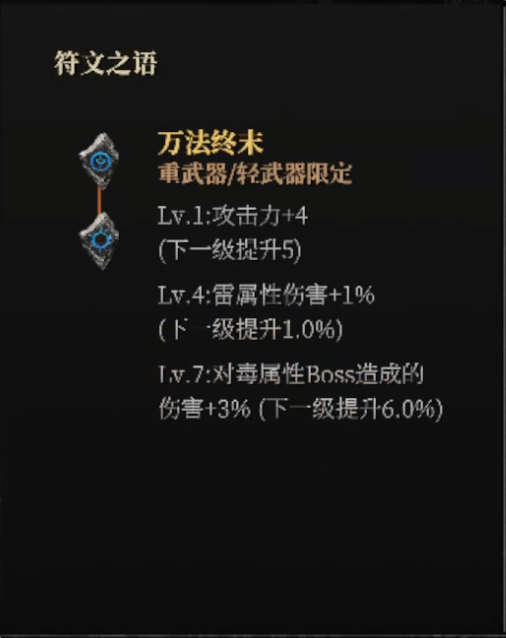 符文之语
万法终末
重武器/轻武器限定
Lv.1:攻击力+4
(下一级提升5)
Lv.4:雷属性伤害+1%
(下一级提升1.0%)
Lv.7:对毒属性Boss造成的
伤害+3% (下一级提升6.0%)